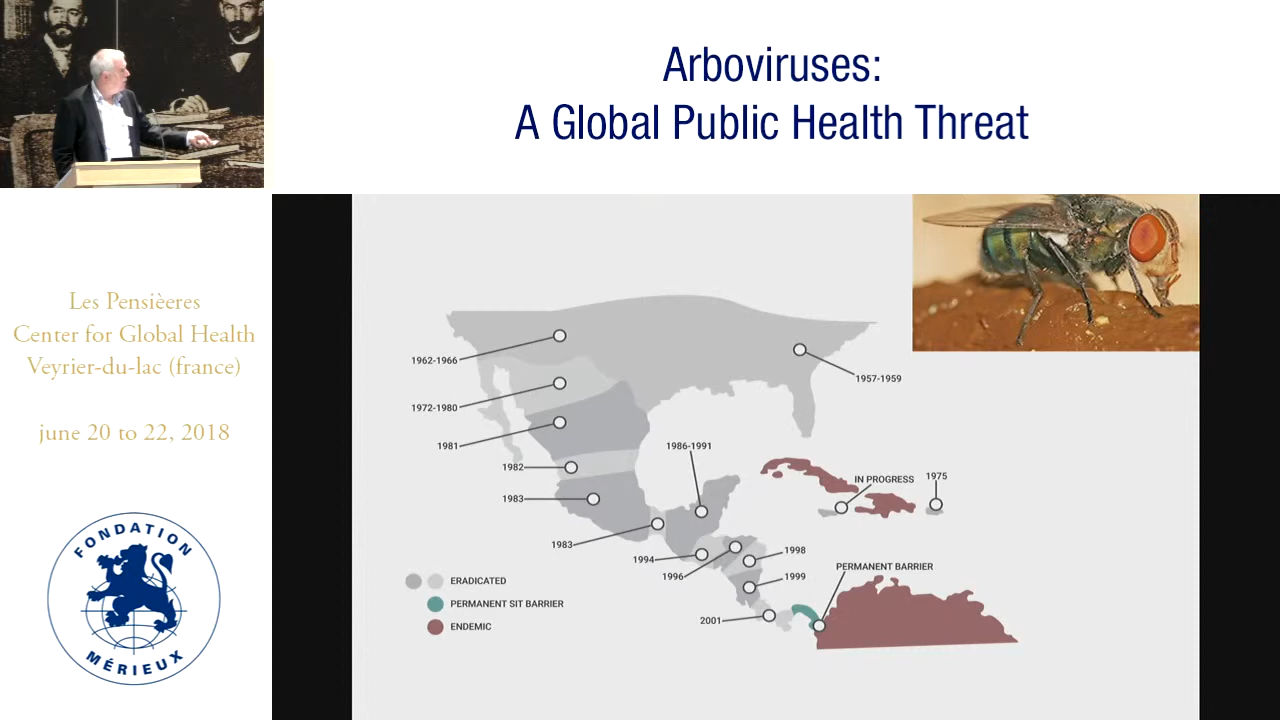 Arboviruses:
A Global Public Health Threat
Les Pensièeres
Center for Global Health
Veyrier-du-lac (france)
june 20 to 22, 2018
FONDATION
MÉRIEUX
1962-1966
1957-1959
1972-1980
1981
1986-1991
1982
IN PROGRESS
1975
1983
1983
1994
1998
1996
PERMANENT BARRIER
1999
2001
ERADICATED
PERMANENT SIT BARRIER
ENDEMIC